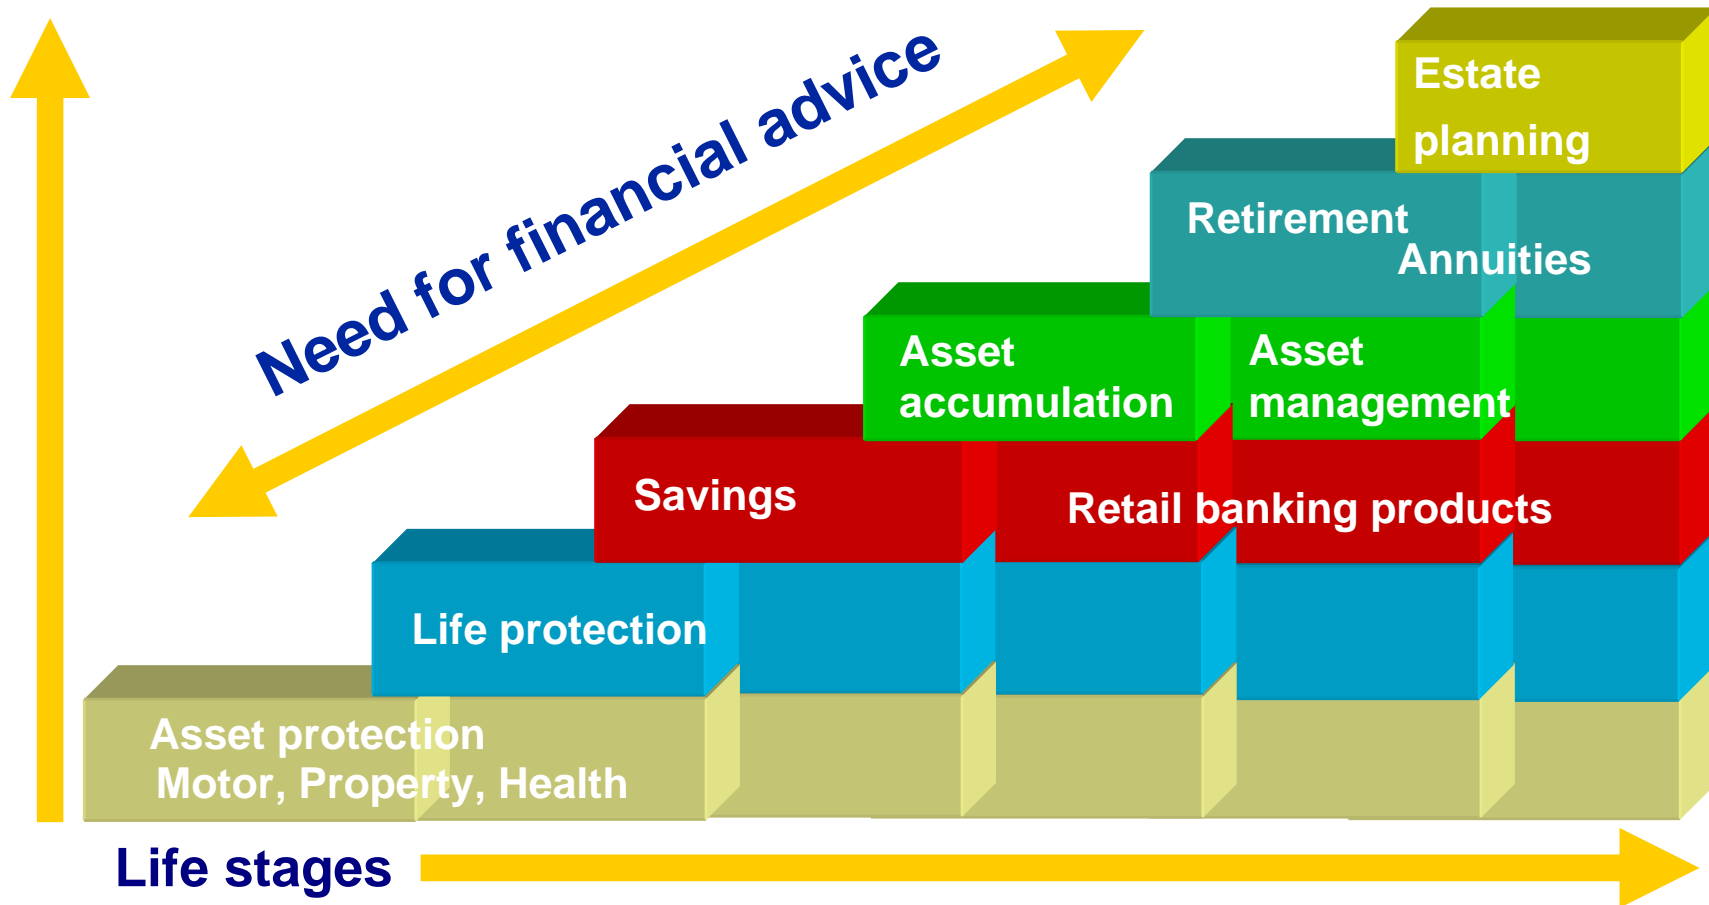 Need for financial advice
Estate
planning
Retirement
Annuities
Asset
accumulation
Asset
management
Savings
Retail banking products
Life protection
Asset protection
Motor, Property, Health
Life stages